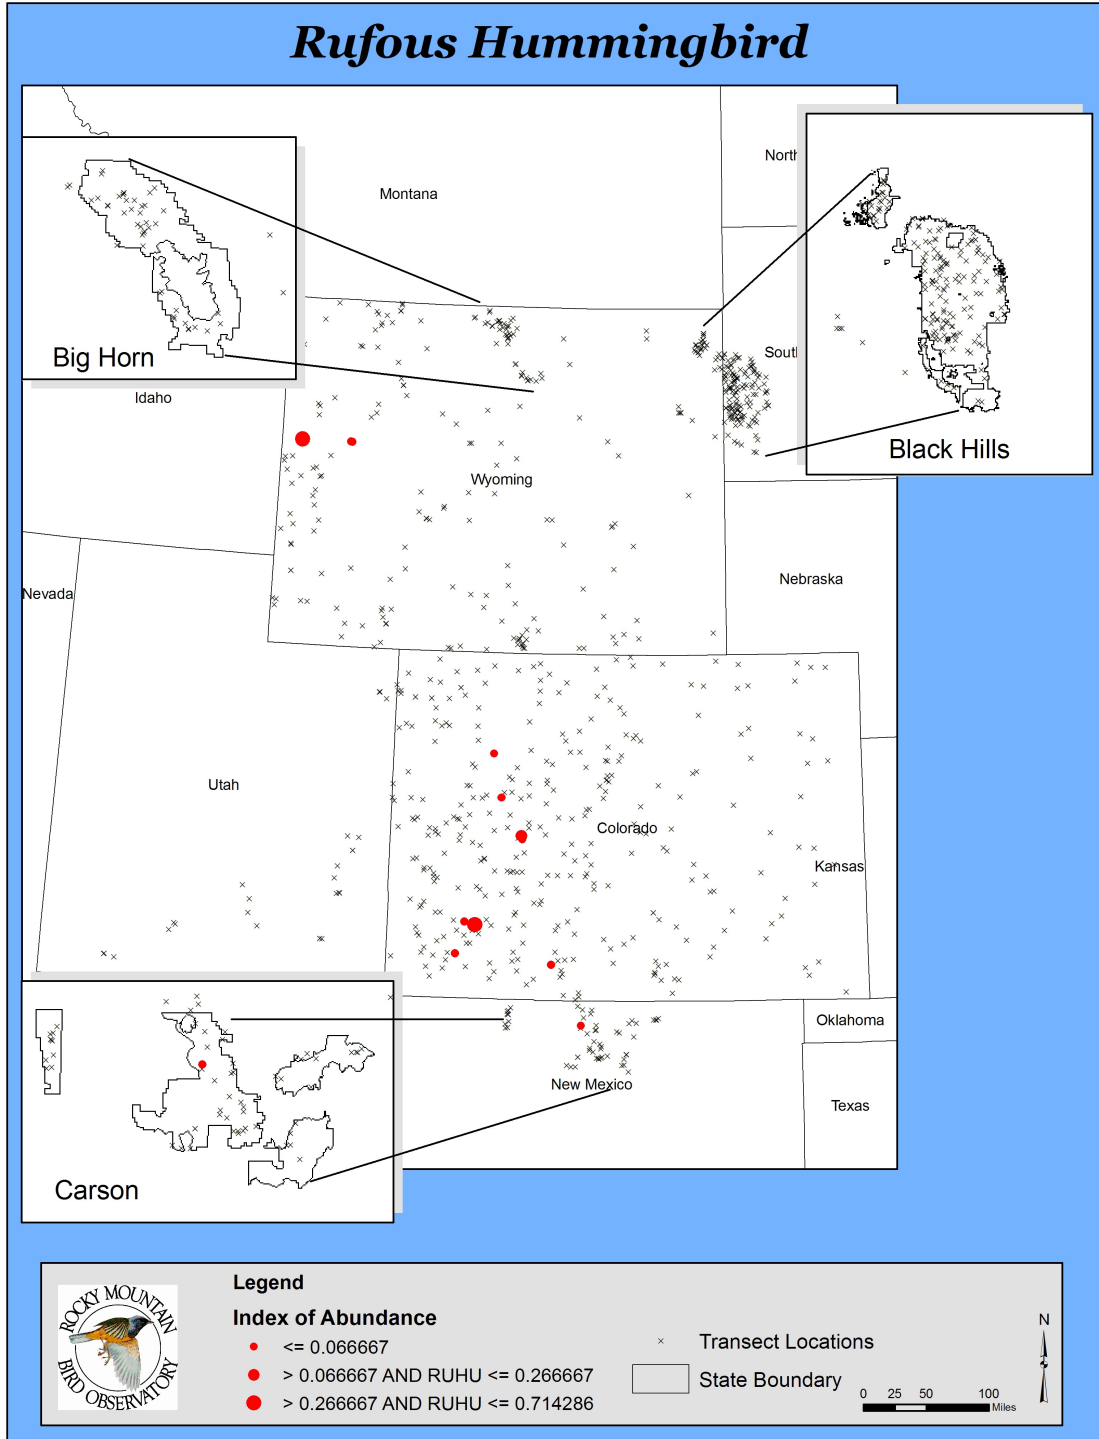 Rufous Hummingbird
Montana
North
Big Horn
Idaho
South
Black Hills
Wyoming
Nebraska
Nevada
Utah
Colorado
Kansas
Oklahoma
New Mexico
Texas
Carson
Legend
Index of Abundance
<= 0.066667
> 0.066667 AND RUHU <= 0.266667
> 0.266667 AND RUHU <= 0.714286
Transect Locations
State Boundary
N
0 25 50 100
Miles
ROCKY MOUNTAIN
BIRD OBSERVATORY